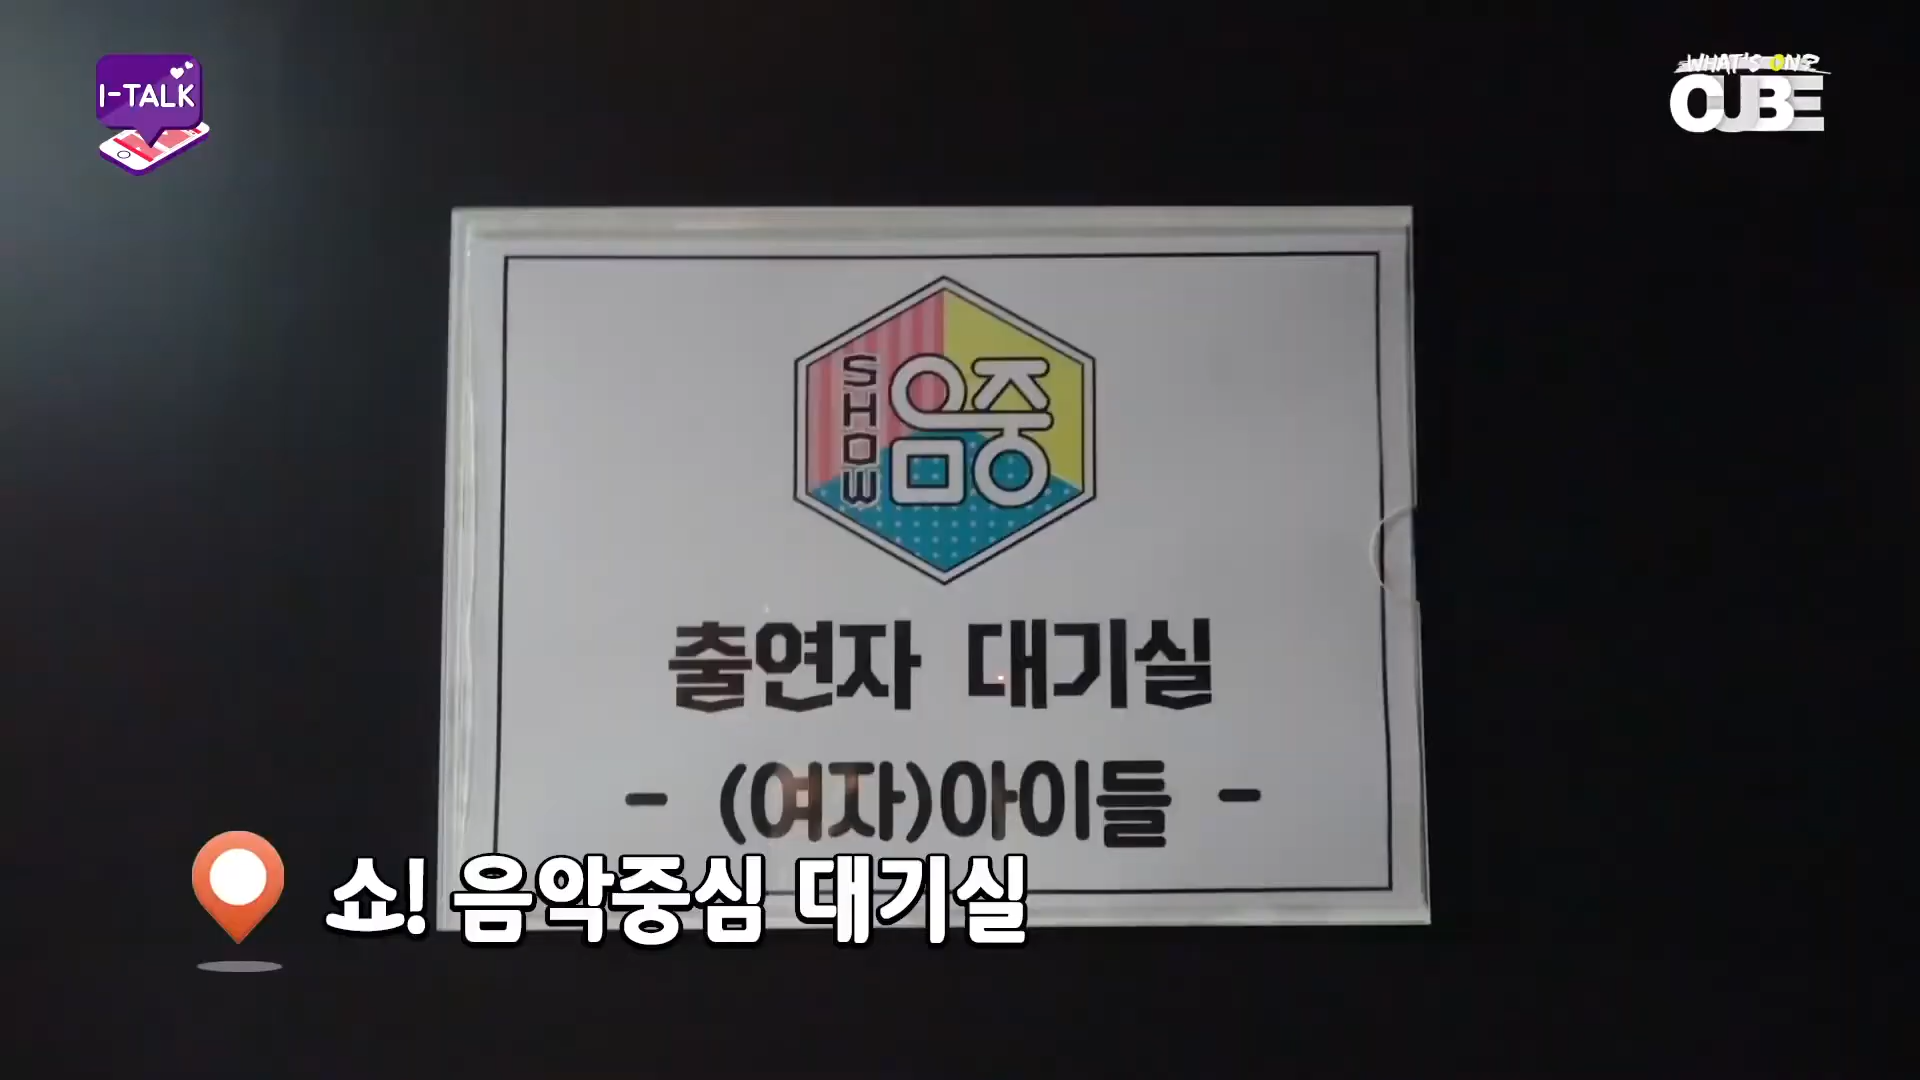 I-TALK
WHAT'S ON?
CUBE
SHOW
음중
출연자 대기실
- (여자)아이들 -
쇼! 음악중심 대기실